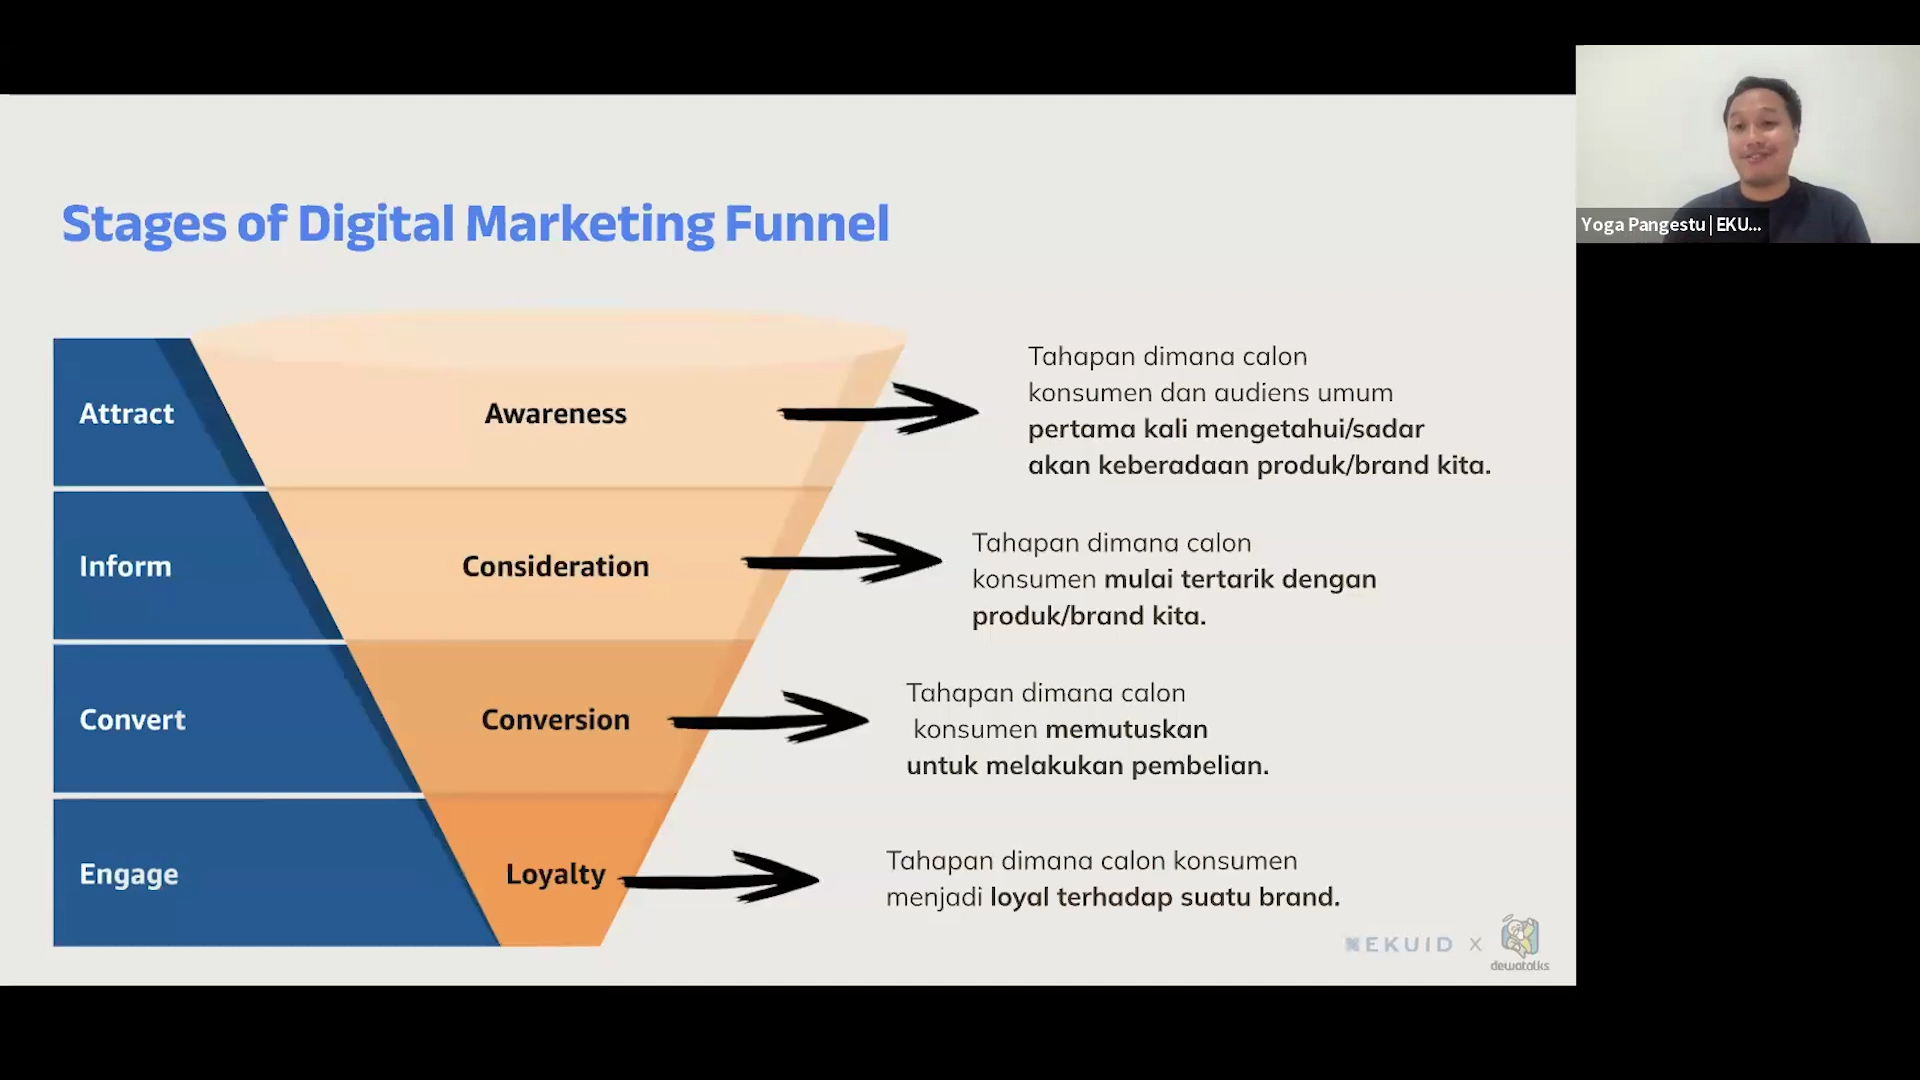 Yoga Pangestu | EKU...
Stages of Digital Marketing Funnel
Attract
Awareness
Tahapan dimana calon
konsumen dan audiens umum
pertama kali mengetahui/sadar
akan keberadaan produk/brand kita.
Inform
Consideration
Tahapan dimana calon
konsumen mulai tertarik dengan
produk/brand kita.
Convert
Conversion
Tahapan dimana calon
konsumen memutuskan
untuk melakukan pembelian.
Engage
Loyalty
Tahapan dimana calon konsumen
menjadi loyal terhadap suatu brand.
EKUID X
dewatalks